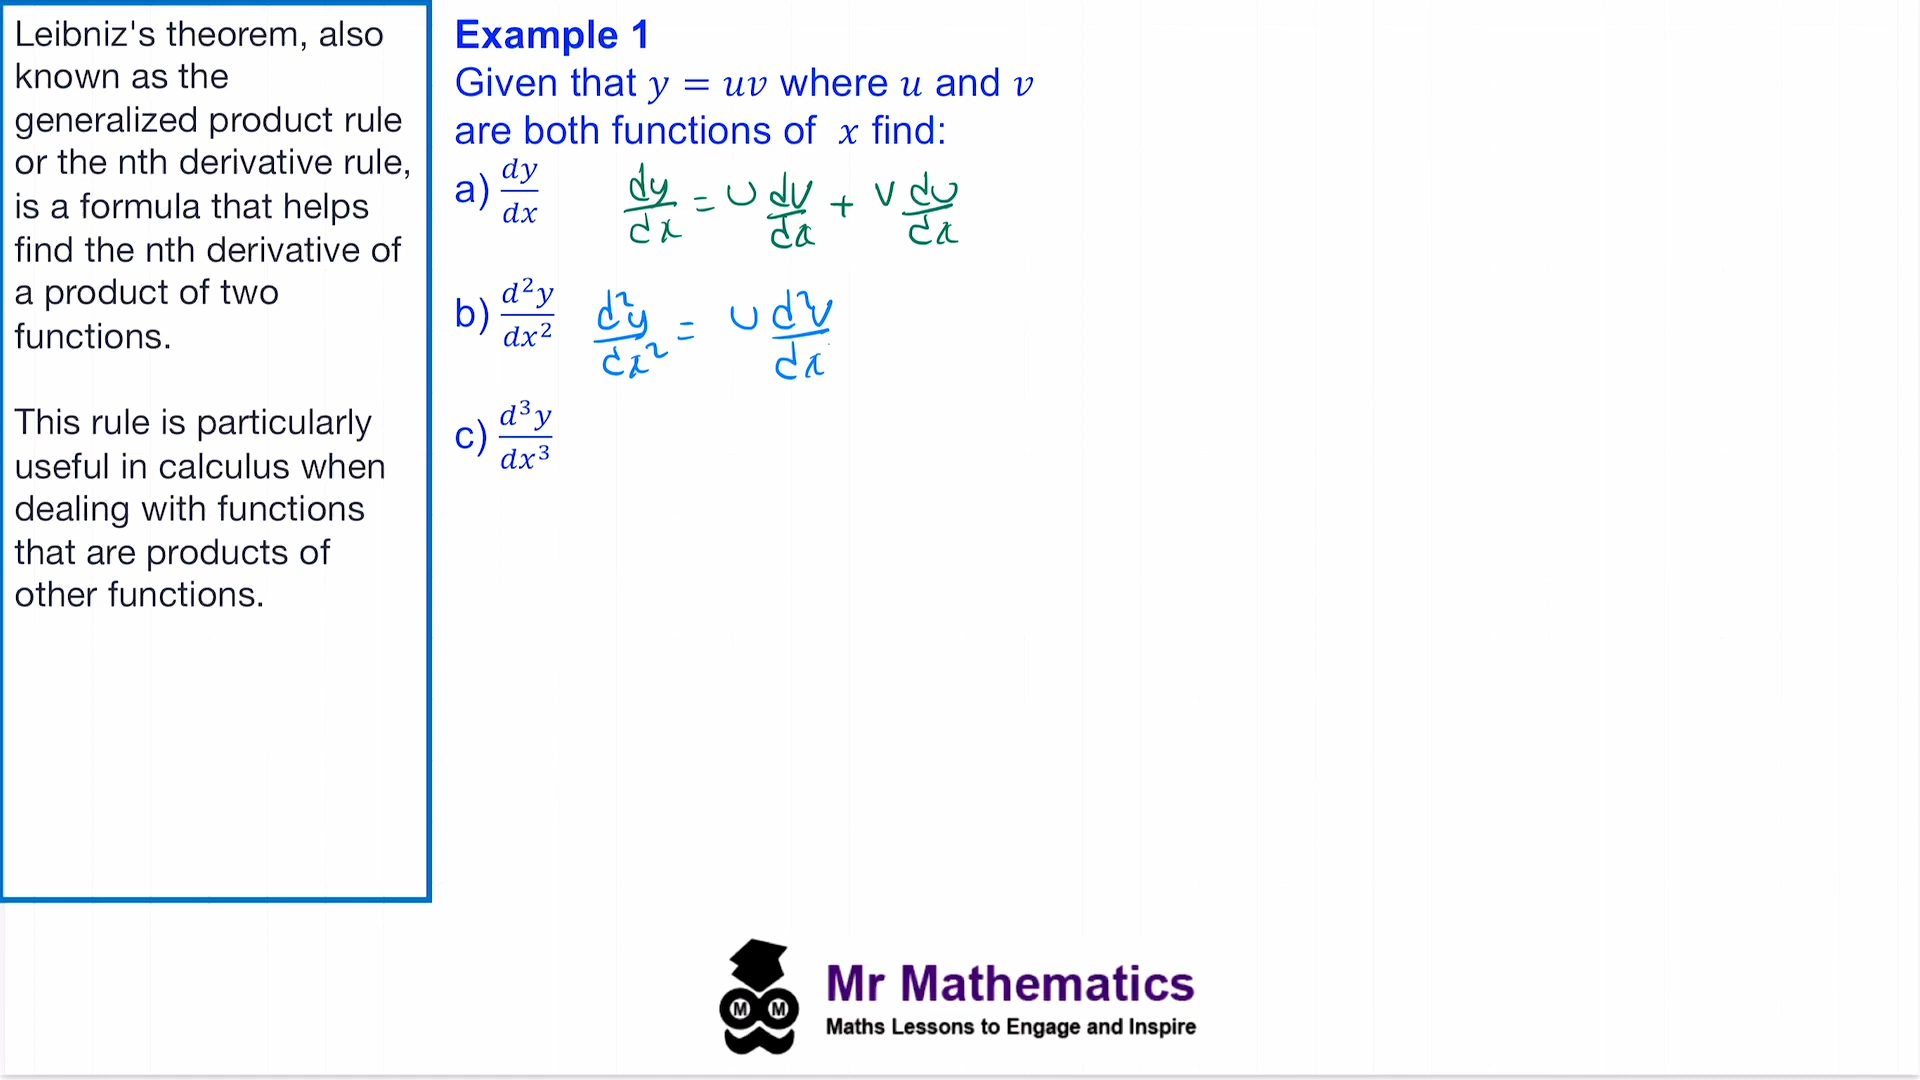 Leibniz's theorem, also
known as the
generalized product rule
or the nth derivative rule,
is a formula that helps
find the nth derivative of
a product of two
functions.
This rule is particularly
useful in calculus when
dealing with functions
that are products of
other functions.
Example 1
Given that y = uv where u and v
are both functions of x find:
a) dy/dx dy/dx = u dv/dx + v du/dx
b) d²y/dx² d²y/dx² = u d²v/dx
c) d³y/dx³
M M
Mr Mathematics
Maths Lessons to Engage and Inspire